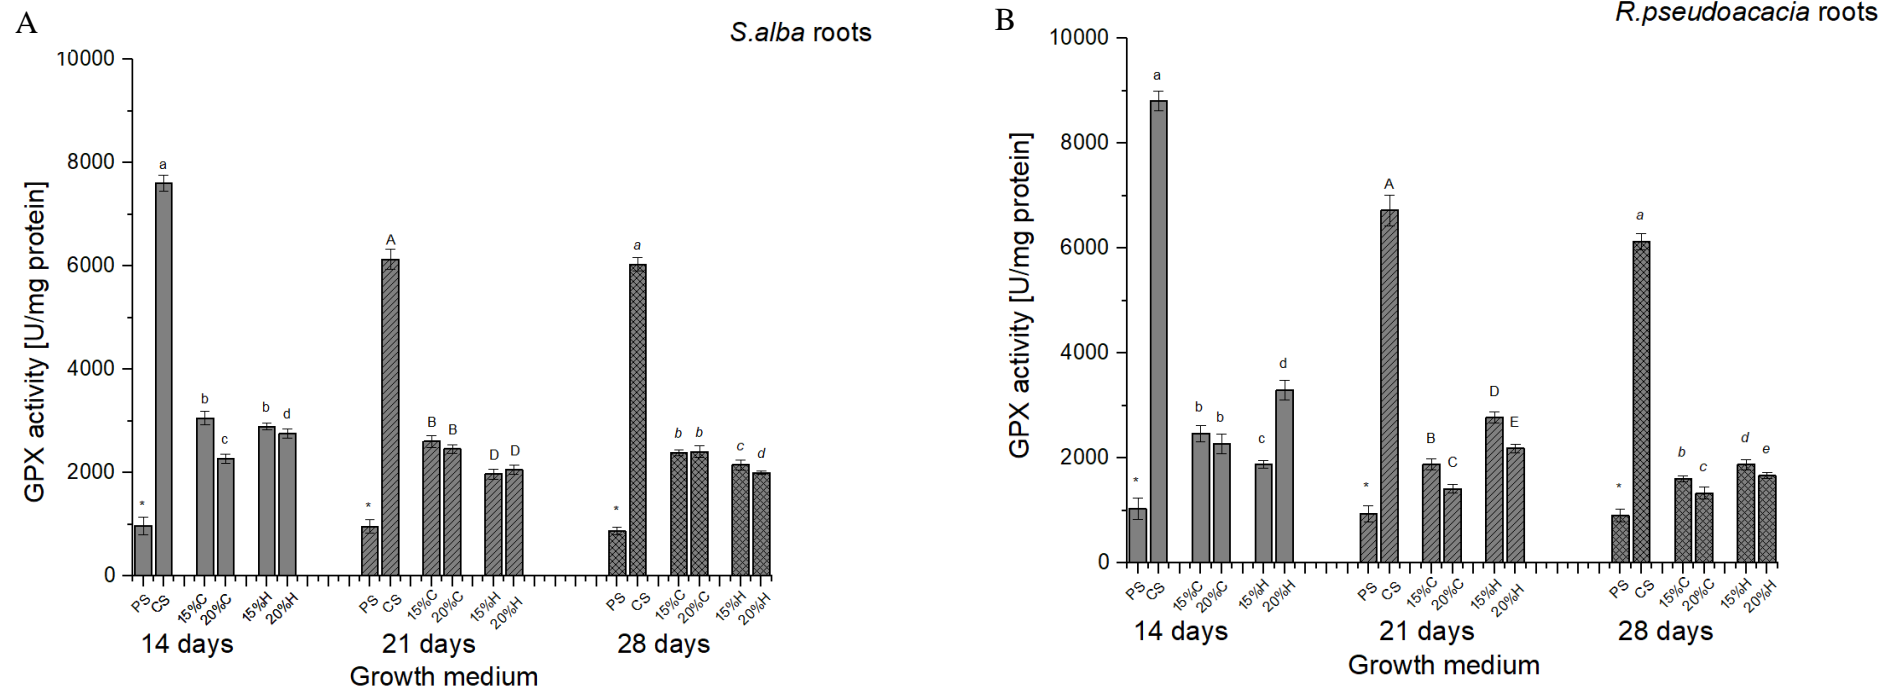 A
S.alba roots
10000
8000
6000
4000
2000
0
GPX activity [U/mg protein]
* a b c b d
* A B B D D
* a b b c d
PS CS 15%C 20%C 15%H 20%H
PS CS 15%C 20%C 15%H 20%H
PS CS 15%C 20%C 15%H 20%H
14 days 21 days 28 days
Growth medium
B
R.pseudoacacia roots
10000
8000
6000
4000
2000
0
GPX activity [U/mg protein]
* a b b c d
* A B C D E
* a b c d e
PS CS 15%C 20%C 15%H 20%H
PS CS 15%C 20%C 15%H 20%H
PS CS 15%C 20%C 15%H 20%H
14 days 21 days 28 days
Growth medium